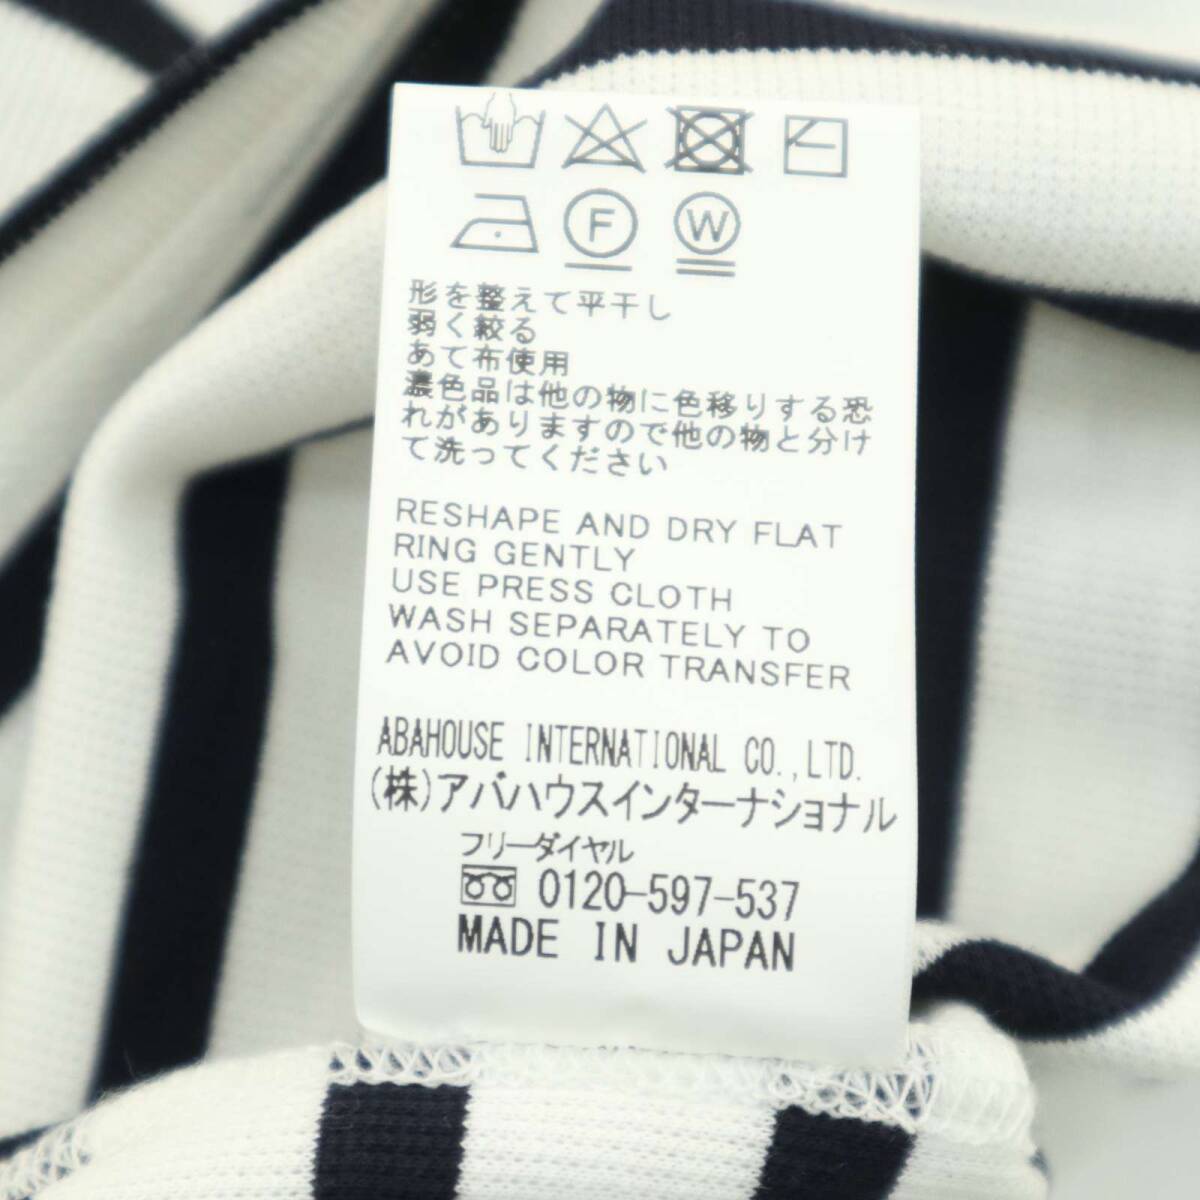 F W
形を整えて平干し
弱く絞る
あて布使用
濃色品は他の物に色移りする恐
れがありますので他の物と分け
て洗ってください
RESHAPE AND DRY FLAT
RING GENTLY
USE PRESS CLOTH
WASH SEPARATELY TO
AVOID COLOR TRANSFER
ABAHOUSE INTERNATIONAL CO.,LTD.
(株)アバハウスインターナショナル
フリーダイヤル
0120-597-537
MADE IN JAPAN